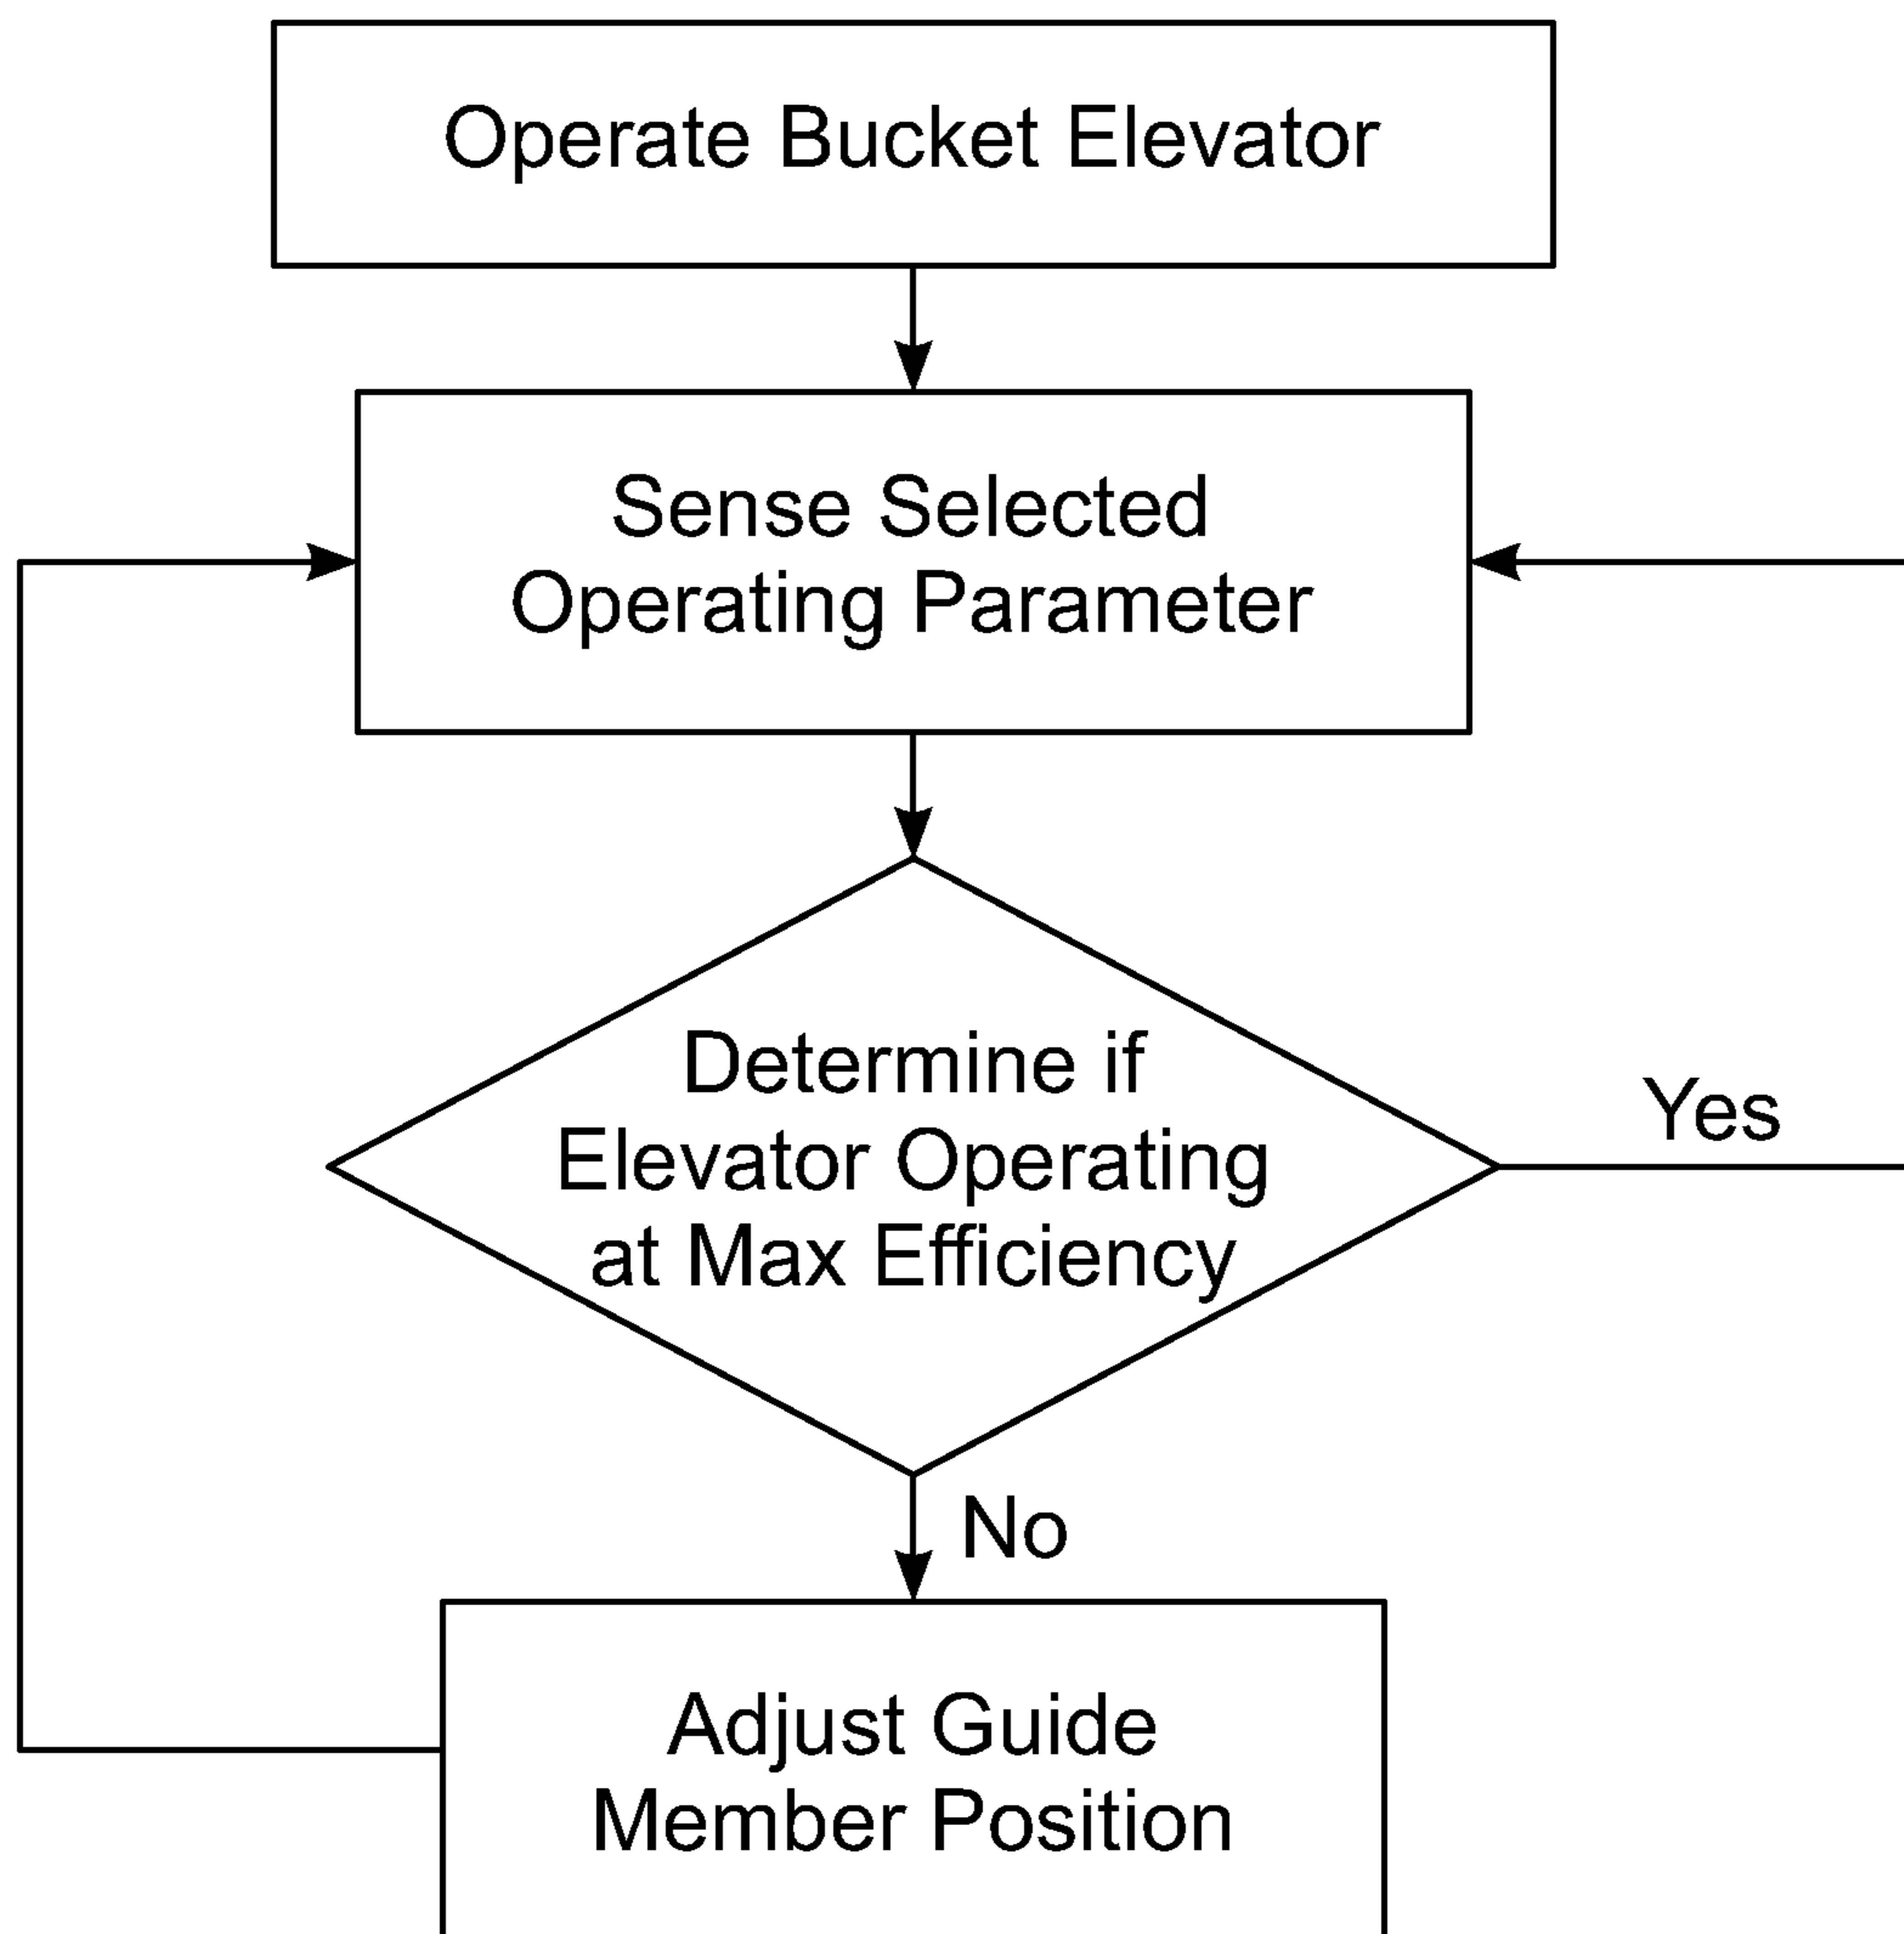 Operate Bucket Elevator
Sense Selected
Operating Parameter
Determine if
Elevator Operating
at Max Efficiency
Yes
No
Adjust Guide
Member Position